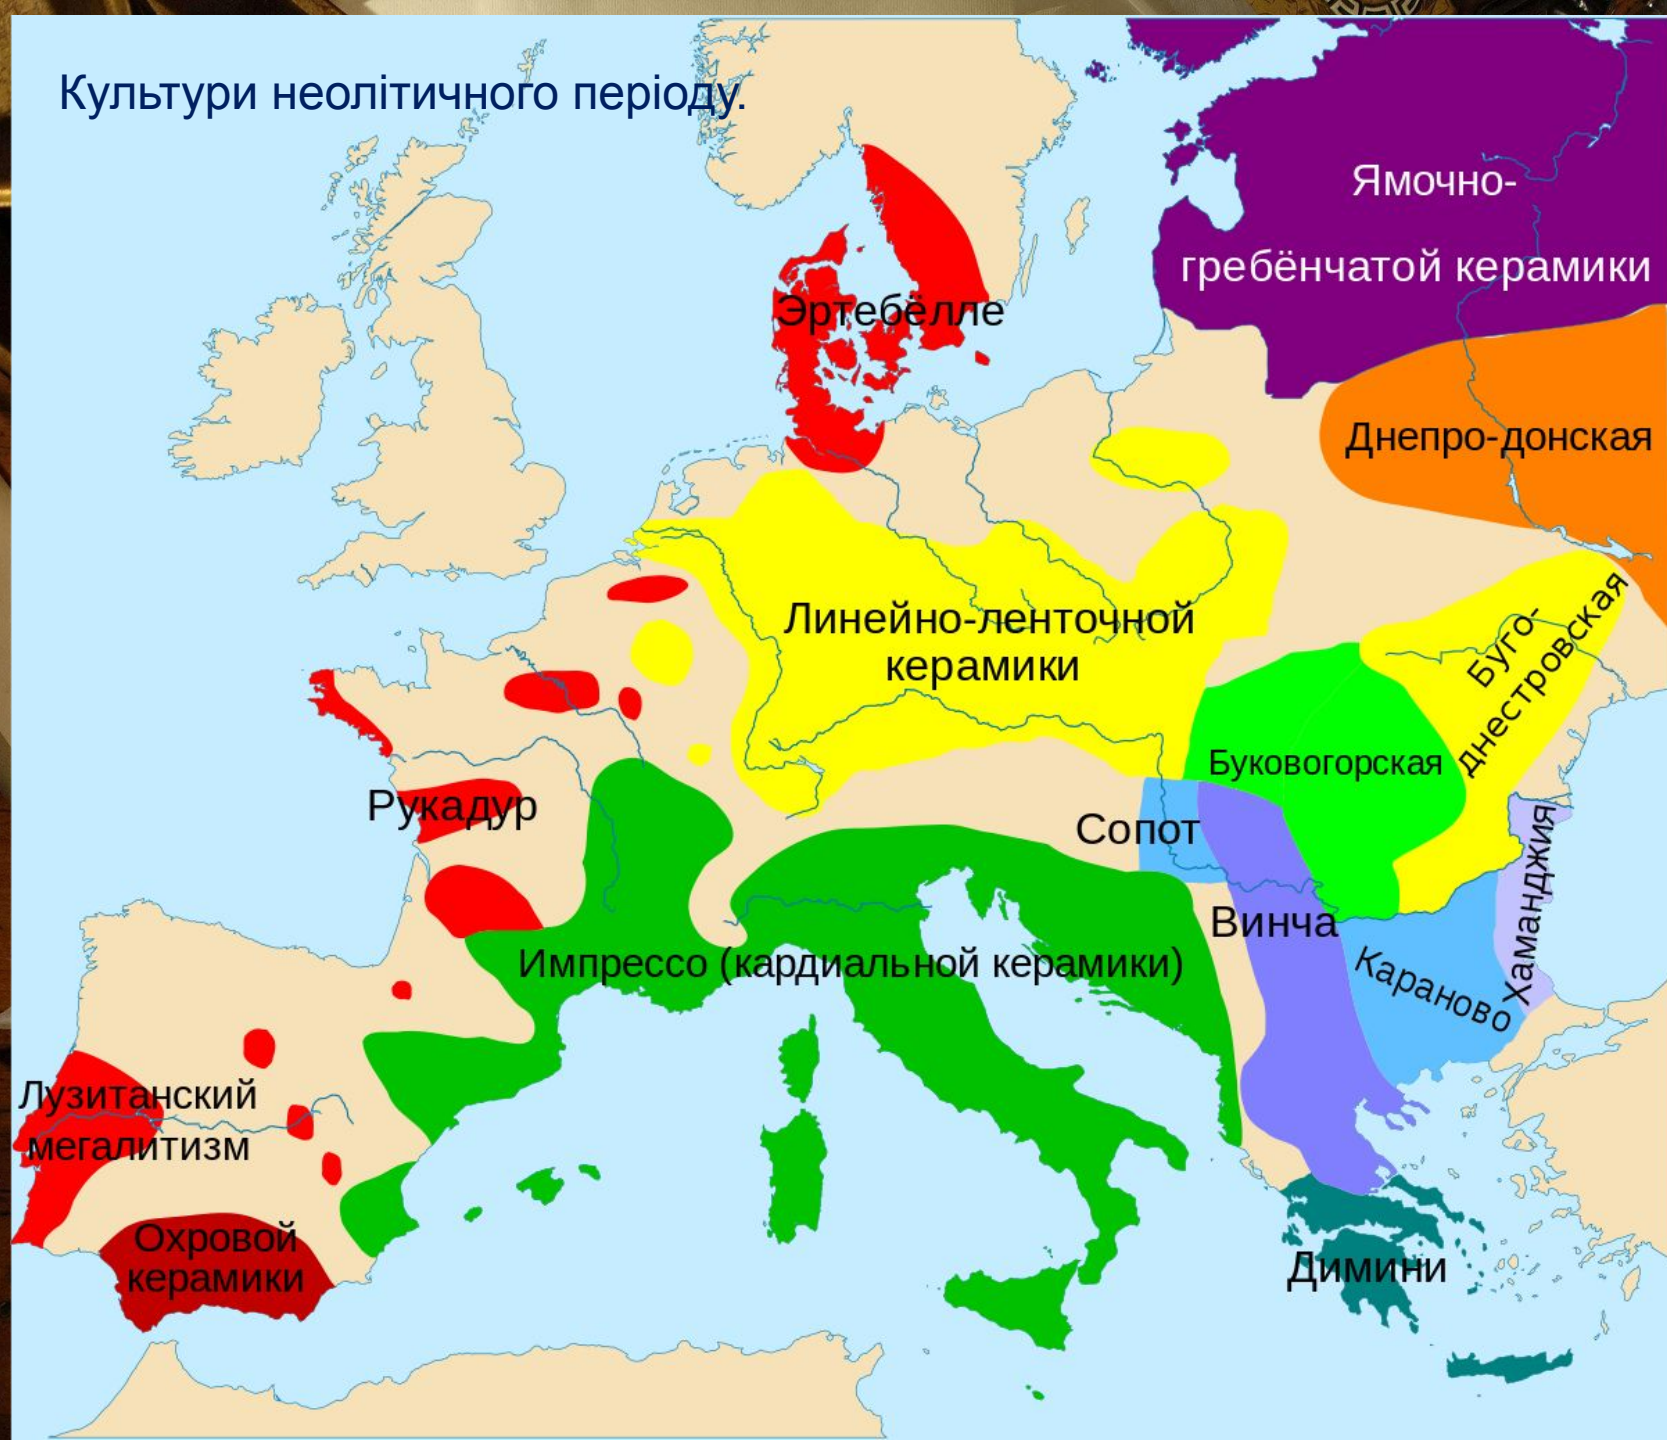 Культури неолітичного періоду.
Ямочно-
гребёнчатой керамики
Эртебёлле
Днепро-донская
Линейно-ленточной
керамики
Буго-
днестровская
Буковогорская
Рукадур
Сопот
Хаманджия
Винча
Импрессо (кардиальной керамики)
Караново
Лузитанский
мегалитизм
Охровой
керамики
Димини